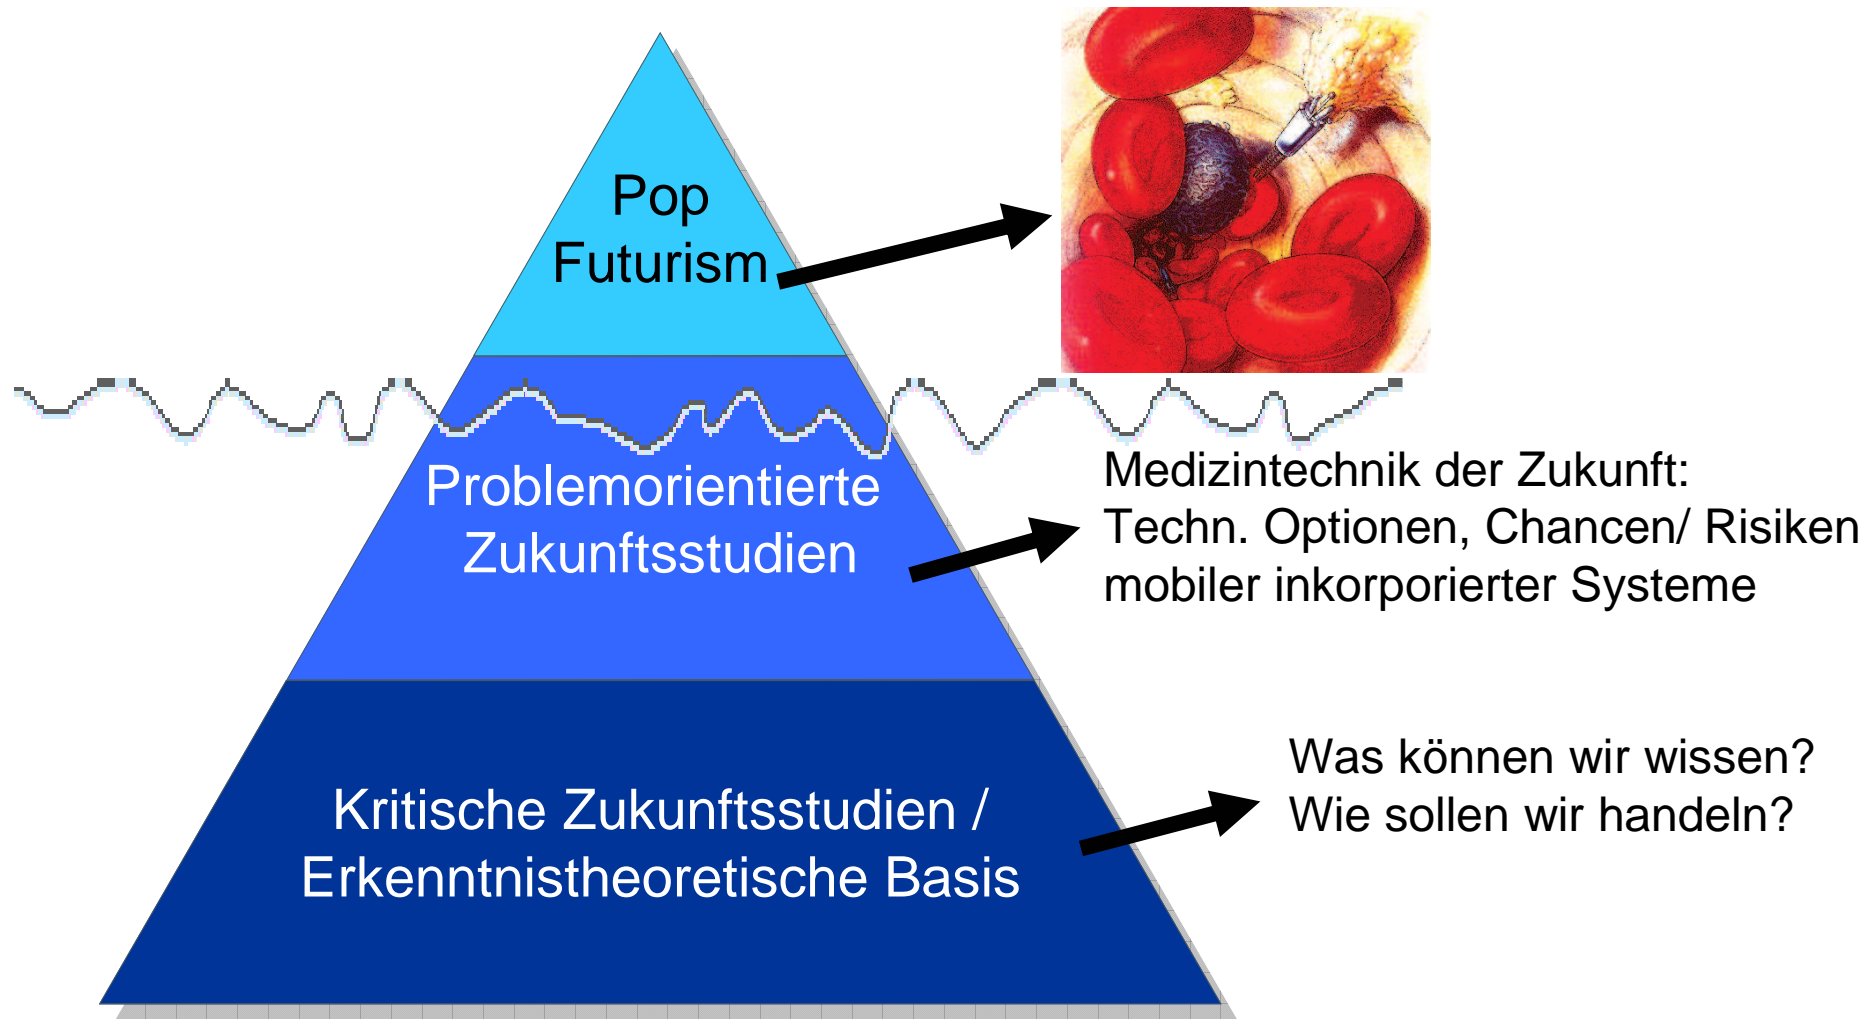 Pop
Futurism
Problemorientierte
Zukunftsstudien
Medizintechnik der Zukunft:
Techn. Optionen, Chancen/ Risiken
mobiler inkorporierter Systeme
Kritische Zukunftsstudien /
Erkenntnistheoretische Basis
Was können wir wissen?
Wie sollen wir handeln?